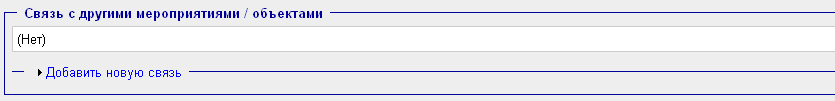 Связь с другими мероприятиями / объектами
(Нет)
Добавить новую связь